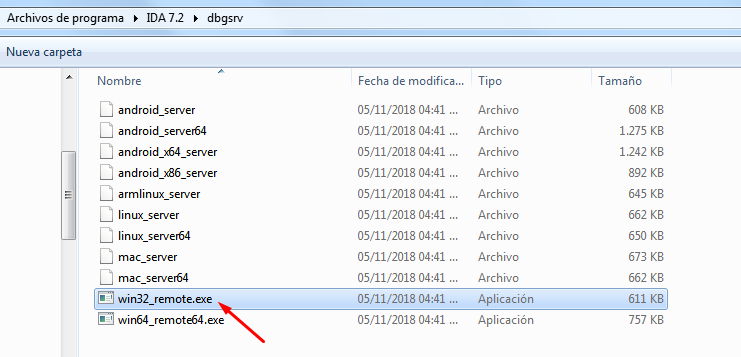 Archivos de programa ▸ IDA 7.2 ▸ dbgsrv
Nueva carpeta
Nombre Fecha de modifica... Tipo Tamaño
android_server 05/11/2018 04:41 ... Archivo 608 KB
android_server64 05/11/2018 04:41 ... Archivo 1.275 KB
android_x64_server 05/11/2018 04:41 ... Archivo 1.242 KB
android_x86_server 05/11/2018 04:41 ... Archivo 892 KB
armlinux_server 05/11/2018 04:41 ... Archivo 645 KB
linux_server 05/11/2018 04:41 ... Archivo 662 KB
linux_server64 05/11/2018 04:41 ... Archivo 650 KB
mac_server 05/11/2018 04:41 ... Archivo 673 KB
mac_server64 05/11/2018 04:41 ... Archivo 662 KB
win32_remote.exe 05/11/2018 04:41 ... Aplicación 611 KB
win64_remote64.exe 05/11/2018 04:41 ... Aplicación 757 KB